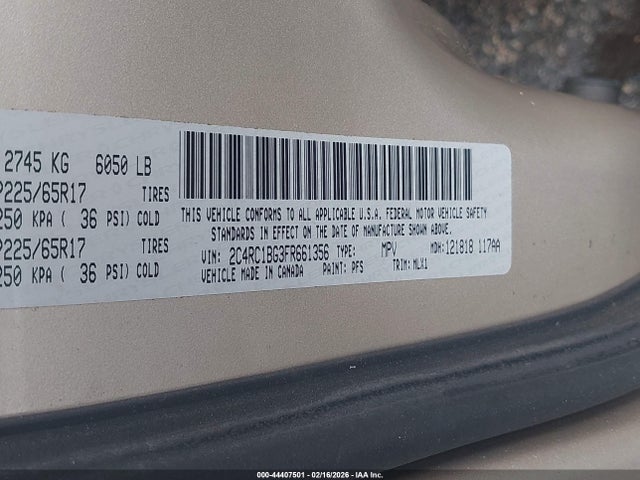 2745 KG 6050 LB
P225/65R17 TIRES
250 KPA ( 36 PSI) COLD
P225/65R17 TIRES
250 KPA ( 36 PSI) COLD
THIS VEHICLE CONFORMS TO ALL APPLICABLE U.S.A. FEDERAL MOTOR VEHICLE SAFETY
STANDARDS IN EFFECT ON THE DATE OF MANUFACTURE SHOWN ABOVE.
VIN: 2C4RC1BG3FR661356 TYPE: MPV MDH: 121818 117AA
VEHICLE MADE IN CANADA PAINT: PFS TRIM: MLX1
000-44407501 - 02/16/2026 - IAA Inc.